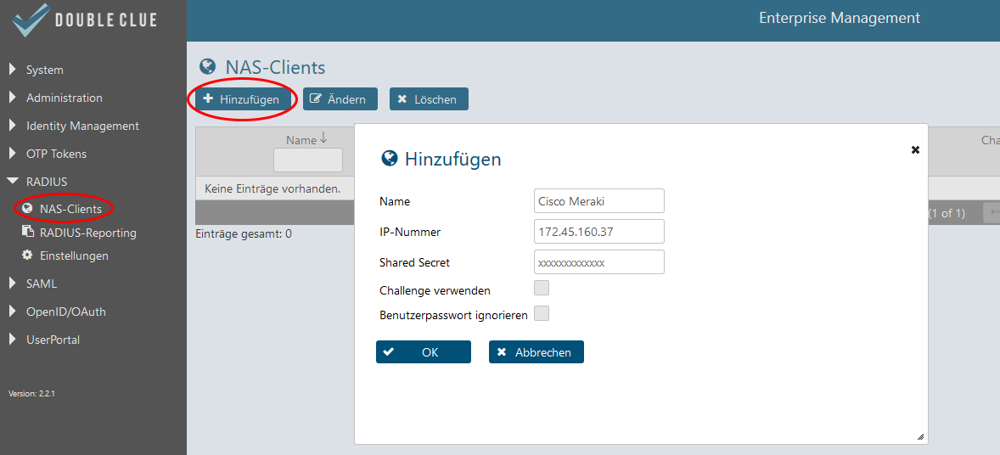 DOUBLE CLUE
Enterprise Management
System
Administration
Identity Management
OTP Tokens
RADIUS
NAS-Clients
RADIUS-Reporting
Einstellungen
SAML
OpenID/OAuth
UserPortal
Version: 2.2.1
NAS-Clients
Hinzufügen
Ändern
Löschen
Name
Cha
Keine Einträge vorhanden.
(1 of 1)
Einträge gesamt: 0
Hinzufügen
Name Cisco Meraki
IP-Nummer 172.45.160.37
Shared Secret xxxxxxxxxxxxx
Challenge verwenden
Benutzerpasswort ignorieren
OK Abbrechen